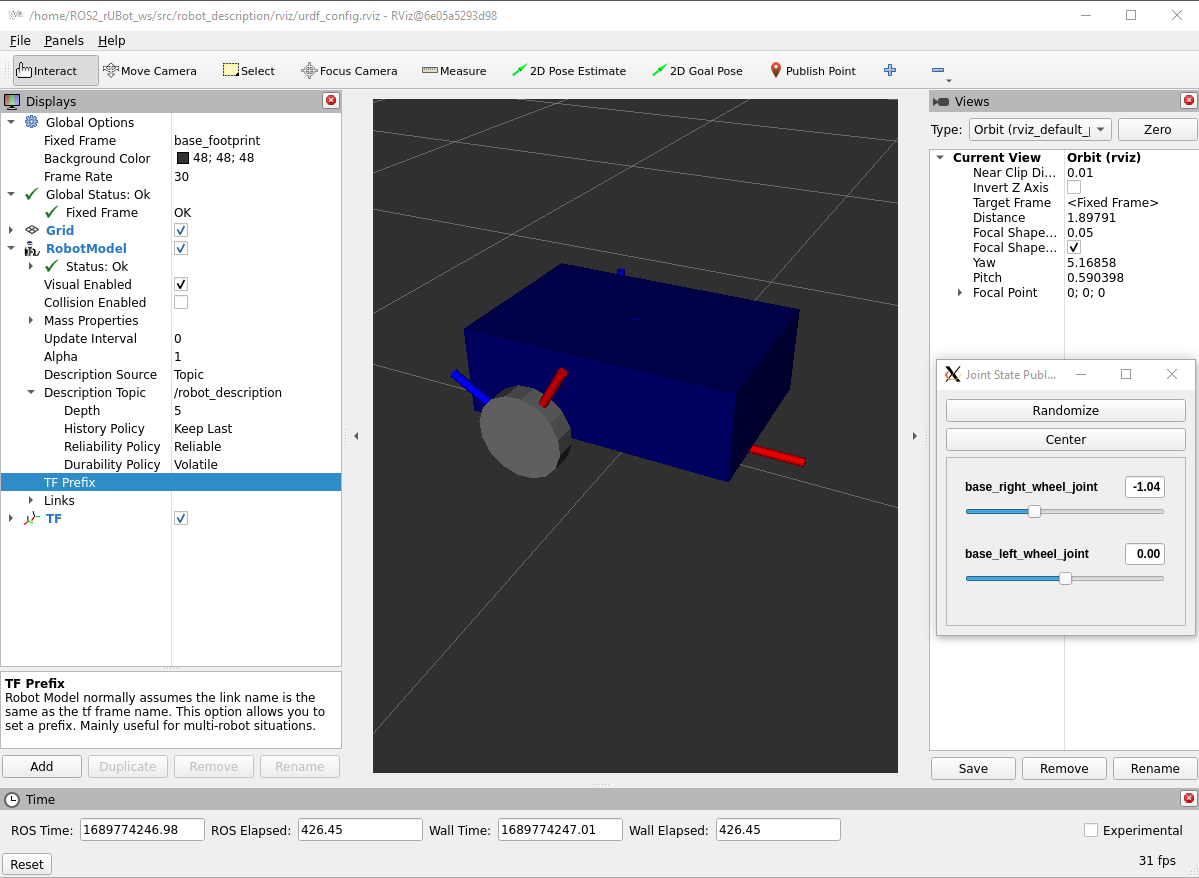 /home/ROS2_rUBot_ws/src/robot_description/rviz/urdf_config.rviz - RViz@6e05a5293d98
File Panels Help
Interact Move Camera Select Focus Camera Measure 2D Pose Estimate 2D Goal Pose Publish Point
Displays
Global Options
Fixed Frame base_footprint
Background Color 48; 48; 48
Frame Rate 30
Global Status: Ok
Fixed Frame OK
Grid
RobotModel
Status: Ok
Visual Enabled
Collision Enabled
Mass Properties
Update Interval 0
Alpha 1
Description Source Topic
Description Topic /robot_description
Depth 5
History Policy Keep Last
Reliability Policy Reliable
Durability Policy Volatile
TF Prefix
Links
TF
TF Prefix
Robot Model normally assumes the link name is the
same as the tf frame name. This option allows you to
set a prefix. Mainly useful for multi-robot situations.
Add Duplicate Remove Rename
Views
Type: Orbit (rviz_default_ Zero
Current View Orbit (rviz)
Near Clip Di... 0.01
Invert Z Axis
Target Frame <Fixed Frame>
Distance 1.89791
Focal Shape... 0.05
Focal Shape...
Yaw 5.16858
Pitch 0.590398
Focal Point 0; 0; 0
Joint State Publ...
Randomize
Center
base_right_wheel_joint -1.04
base_left_wheel_joint 0.00
Save Remove Rename
Time
ROS Time: 1689774246.98 ROS Elapsed: 426.45 Wall Time: 1689774247.01 Wall Elapsed: 426.45 Experimental
Reset 31 fps